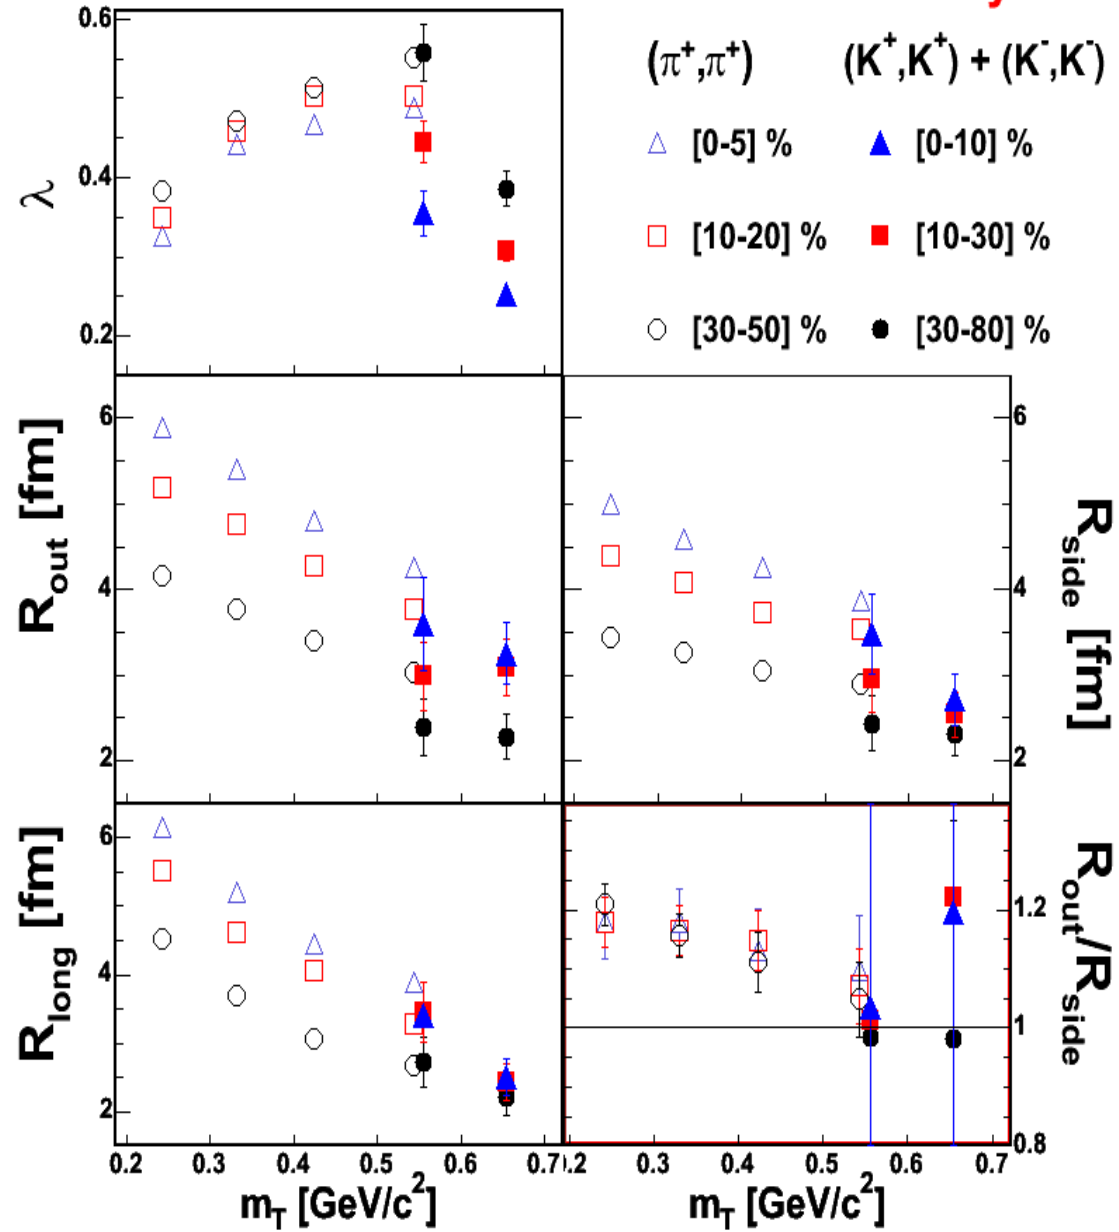 y
(π⁺,π⁺) (K⁺,K⁺) + (K⁻,K⁻)
[0-5] % [0-10] %
[10-20] % [10-30] %
[30-50] % [30-80] %
λ
0.6
0.4
0.2
R_out [fm]
6
4
2
R_side [fm]
6
4
2
R_long [fm]
6
4
2
R_out/R_side
1.2
1
0.8
0.2 0.3 0.4 0.5 0.6 0.7
.2 0.3 0.4 0.5 0.6 0.7
m_T [GeV/c²] m_T [GeV/c²]